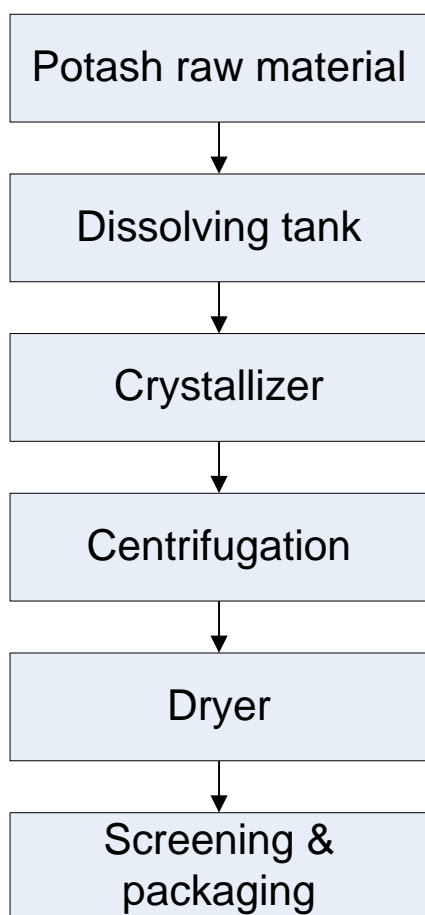 Potash raw material
Dissolving tank
Crystallizer
Centrifugation
Dryer
Screening &
packaging